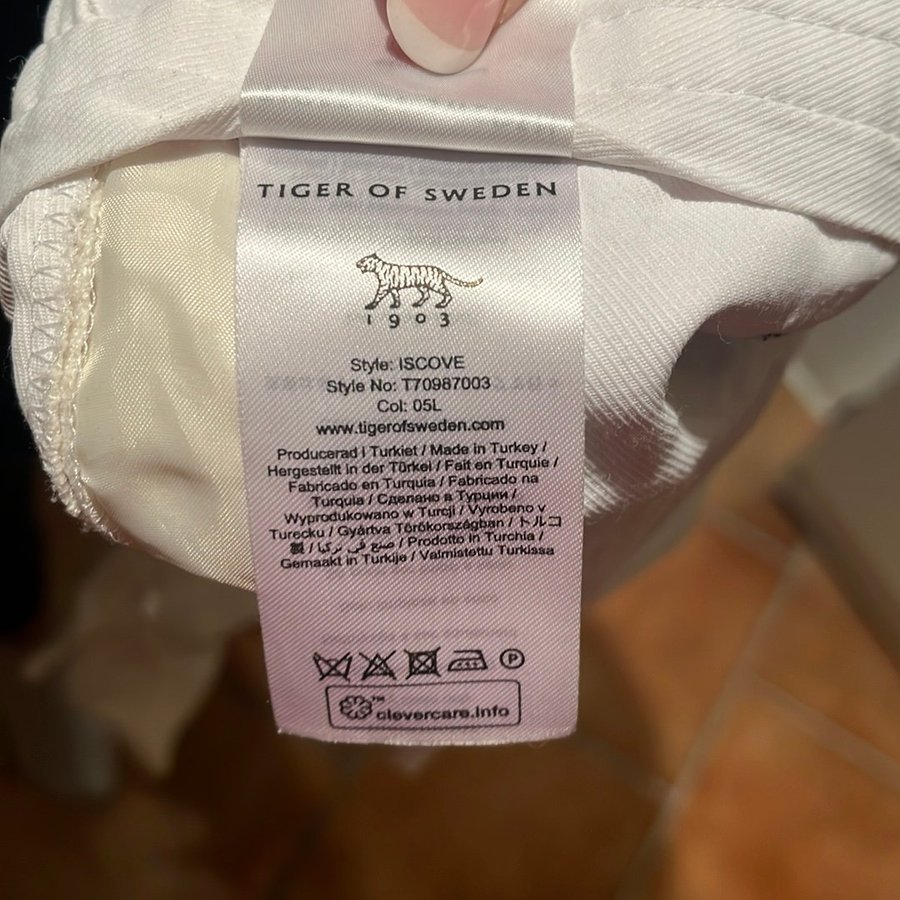 TIGER OF SWEDEN
1903
Style: ISCOVE
Style No: T70987003
Col: 05L
www.tigerofsweden.com
Producerad i Turkiet / Made in Turkey /
Hergestellt in der Türkei / Fait en Turquie /
Fabricado en Turquia / Fabricado na
Turquia / Сделано в Турции /
Wyprodukowano w Turcji / Vyrobeno v
Turecku / Gyártva Törökországban / トルコ
製 / صنع في تركيا / Prodotto in Turchia /
Gemaakt in Turkije / Valmistettu Turkissa
P
clevercare.info